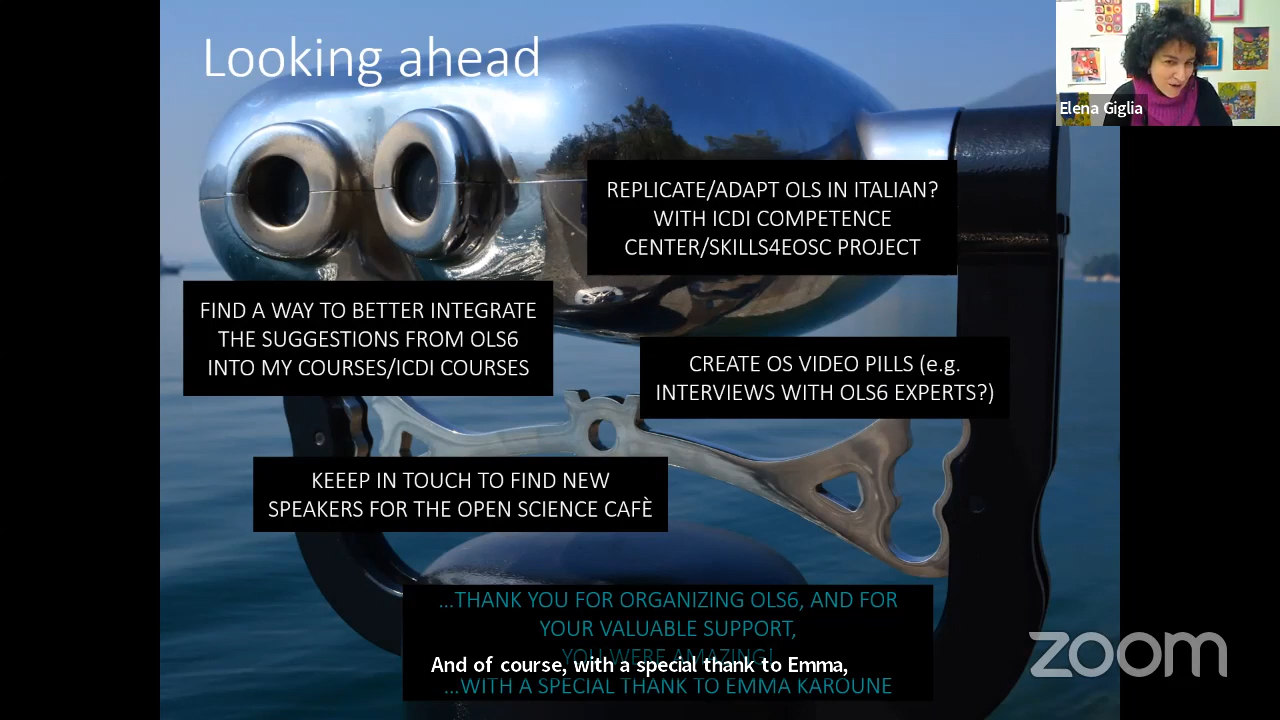 Looking ahead
Elena Giglia
REPLICATE/ADAPT OLS IN ITALIAN?
WITH ICDI COMPETENCE
CENTER/SKILLS4EOSC PROJECT
FIND A WAY TO BETTER INTEGRATE
THE SUGGESTIONS FROM OLS6
INTO MY COURSES/ICDI COURSES
CREATE OS VIDEO PILLS (e.g.
INTERVIEWS WITH OLS6 EXPERTS?)
KEEEP IN TOUCH TO FIND NEW
SPEAKERS FOR THE OPEN SCIENCE CAFÈ
...THANK YOU FOR ORGANIZING OLS6, AND FOR
YOUR VALUABLE SUPPORT,
YOU WERE AMAZING!
And of course, with a special thank to Emma,
...WITH A SPECIAL THANK TO EMMA KAROUNE
zoom